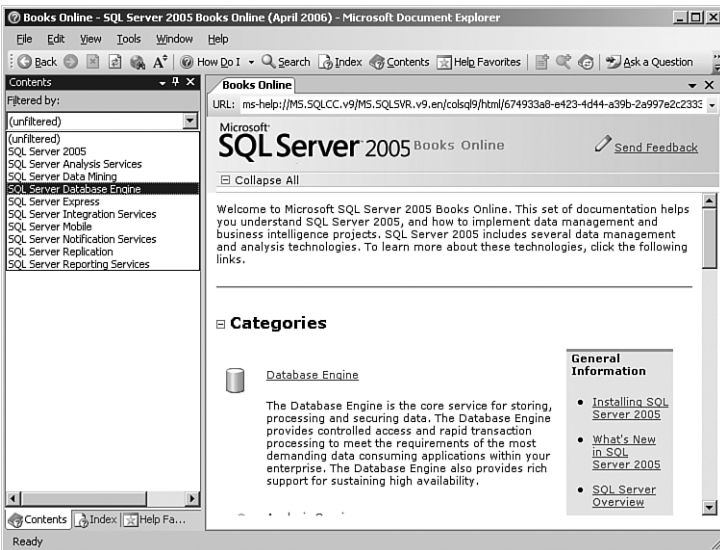 Books Online - SQL Server 2005 Books Online (April 2006) - Microsoft Document Explorer
File Edit View Tools Window Help
Back How Do I Search Index Contents Help Favorites Ask a Question
Contents
Filtered by:
(unfiltered)
(unfiltered)
SQL Server 2005
SQL Server Analysis Services
SQL Server Data Mining
SQL Server Database Engine
SQL Server Express
SQL Server Integration Services
SQL Server Mobile
SQL Server Notification Services
SQL Server Replication
SQL Server Reporting Services
Contents Index Help Fa...
Books Online
URL: ms-help://MS.SQLCC.v9/MS.SQLSVR.v9.en/colsql9/html/674933a8-e423-4d44-a39b-2a997e2c2333
Microsoft
SQL Server 2005 Books Online
Send Feedback
Collapse All
Welcome to Microsoft SQL Server 2005 Books Online. This set of documentation helps
you understand SQL Server 2005, and how to implement data management and
business intelligence projects. SQL Server 2005 includes several data management
and analysis technologies. To learn more about these technologies, click the following
links.
Categories
Database Engine
The Database Engine is the core service for storing,
processing and securing data. The Database Engine
provides controlled access and rapid transaction
processing to meet the requirements of the most
demanding data consuming applications within your
enterprise. The Database Engine also provides rich
support for sustaining high availability.
General
Information
Installing SQL
Server 2005
What's New
in SQL
Server 2005
SQL Server
Overview
Ready